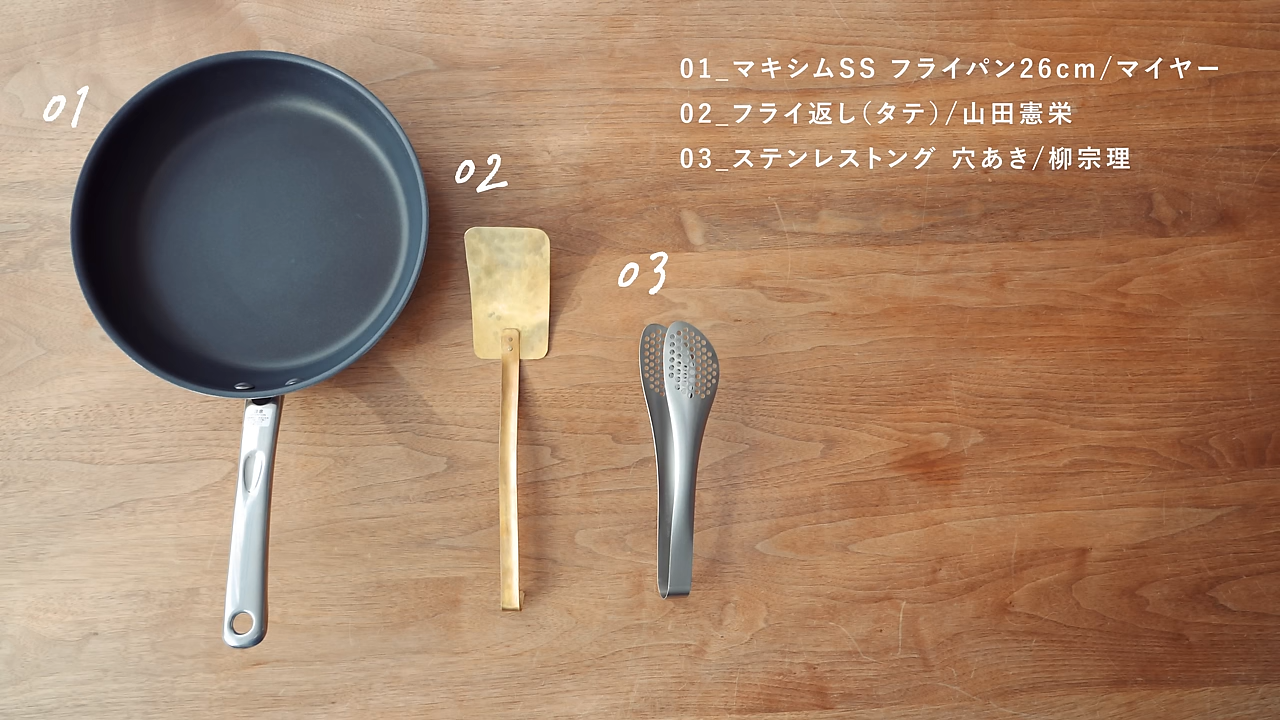 01_マキシムSS フライパン26cm/マイヤー
02_フライ返し(タテ)/山田憲栄
03_ステンレストング 穴あき/柳宗理
01
02
03